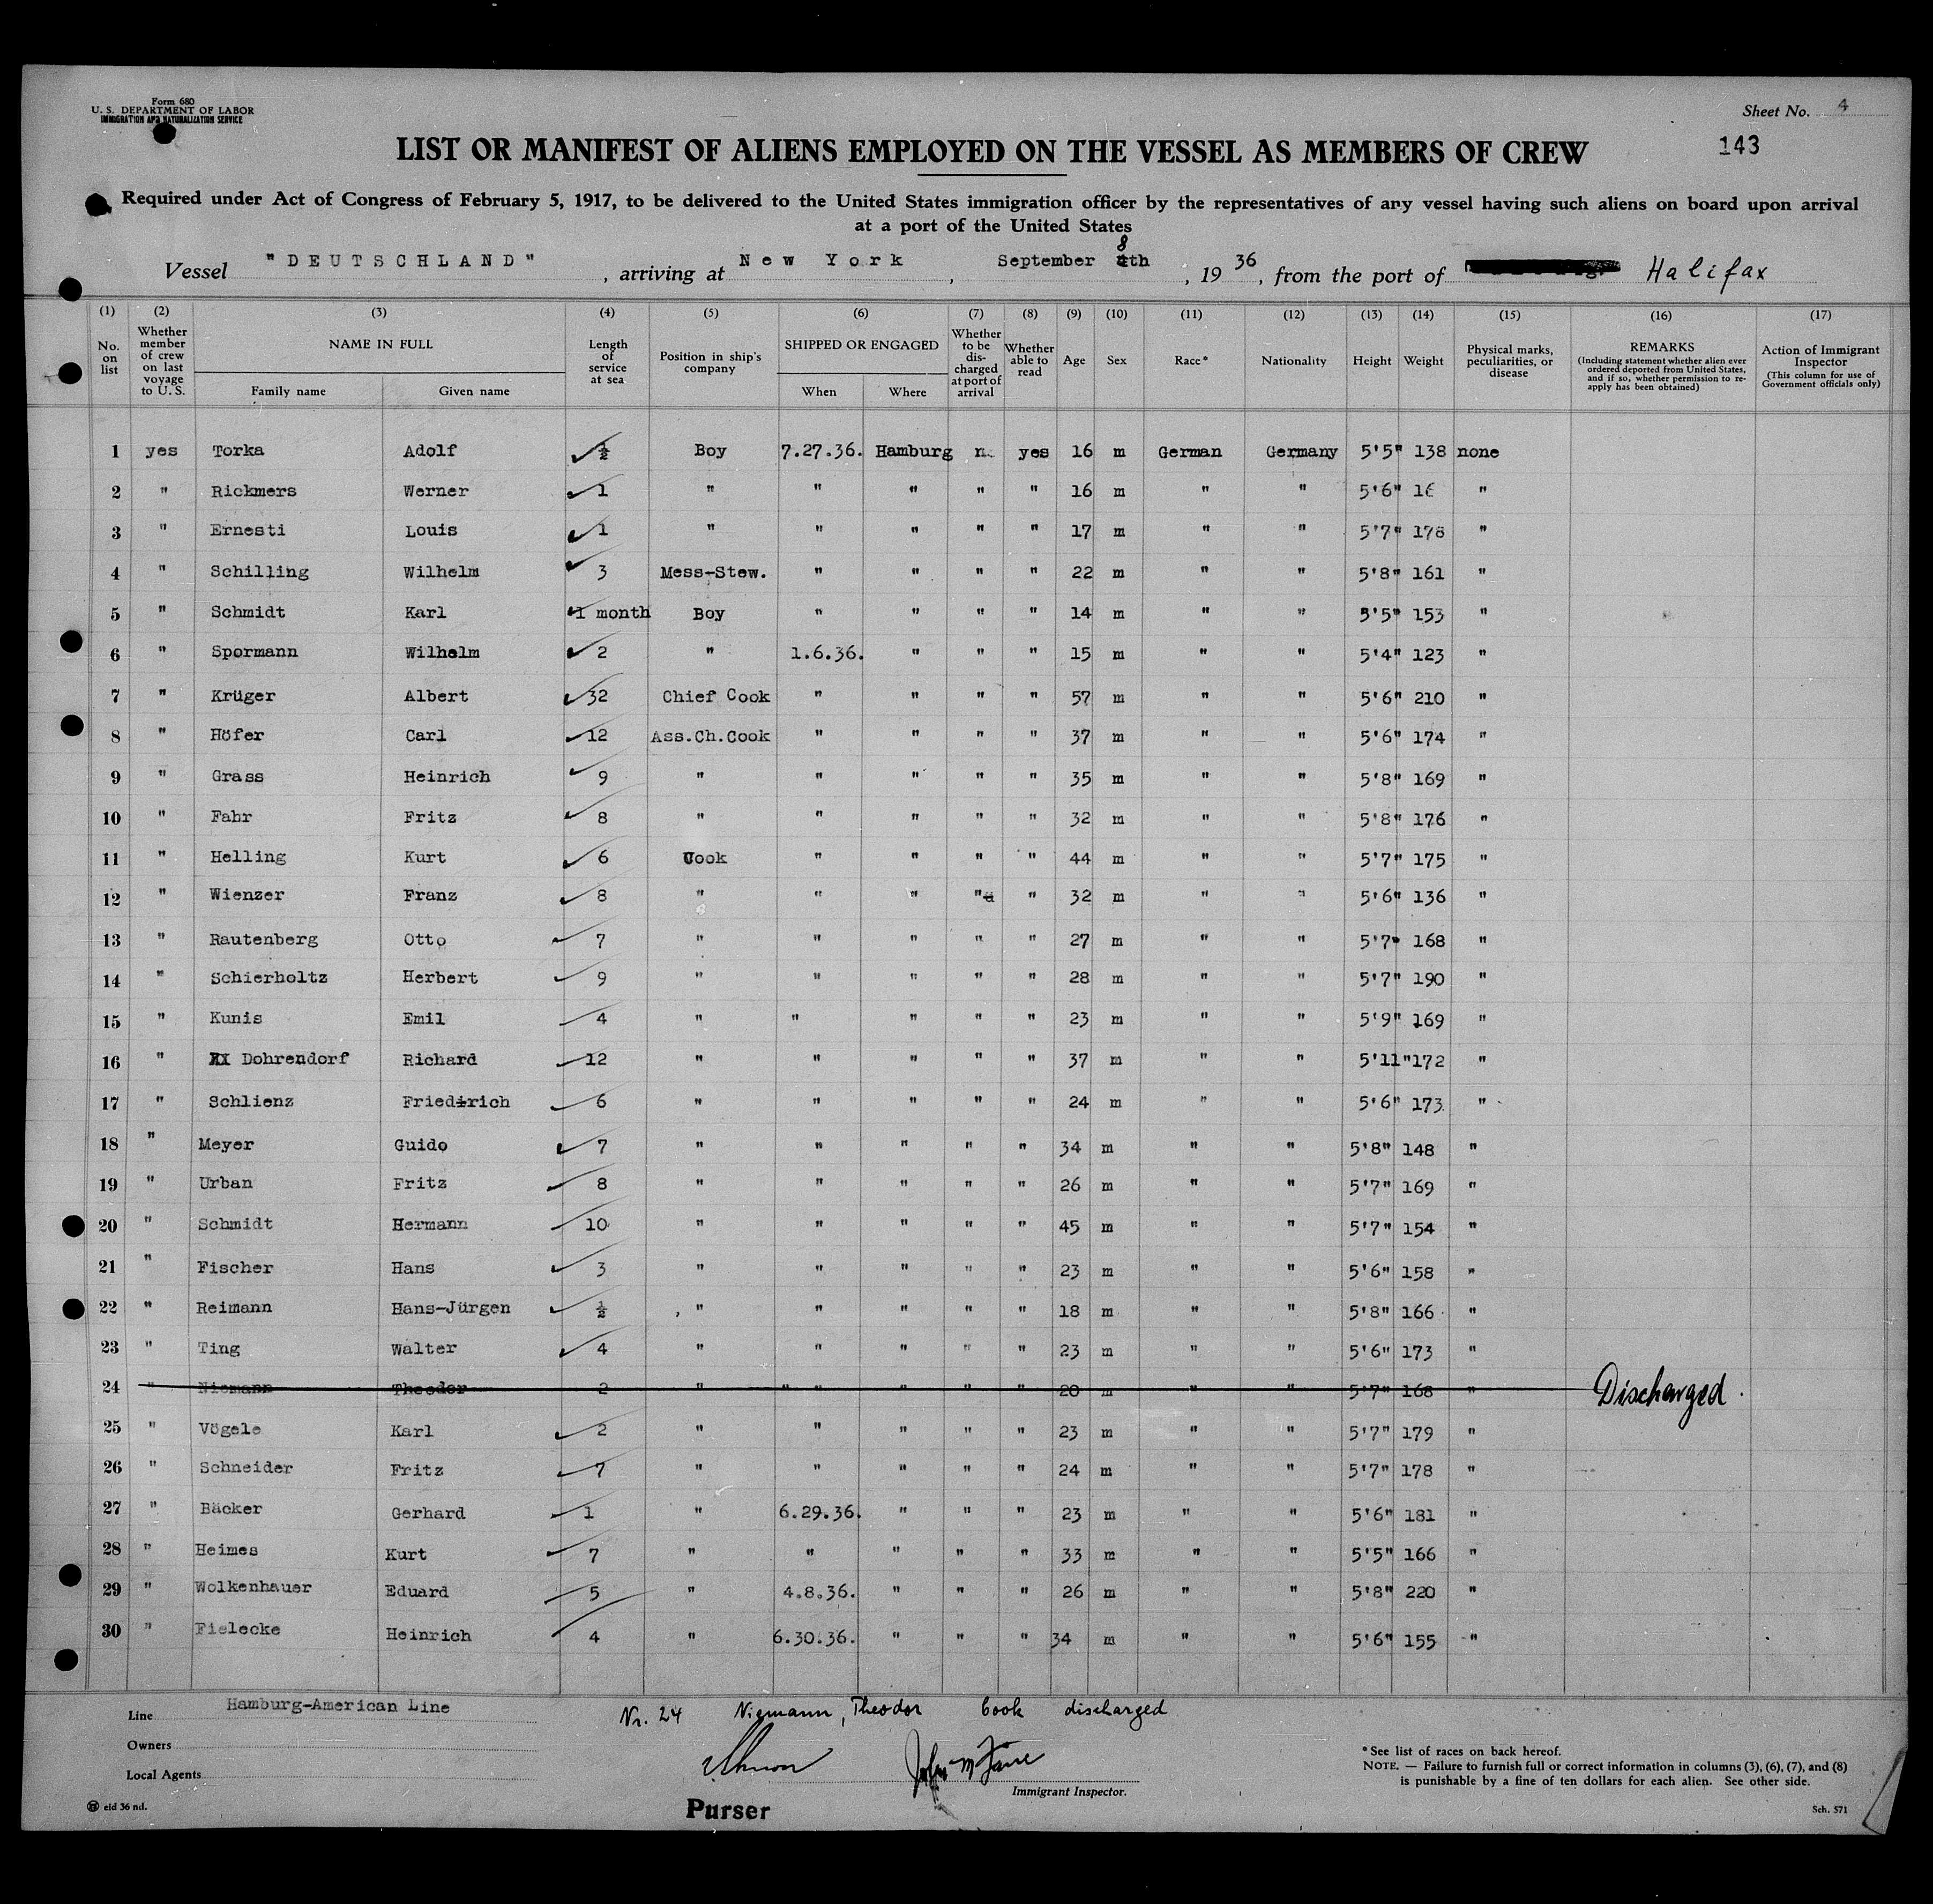 Form 680
U. S. DEPARTMENT OF LABOR
IMMIGRATION AND NATURALIZATION SERVICE
Sheet No. 4
143
LIST OR MANIFEST OF ALIENS EMPLOYED ON THE VESSEL AS MEMBERS OF CREW
Required under Act of Congress of February 5, 1917, to be delivered to the United States immigration officer by the representatives of any vessel having such aliens on board upon arrival
at a port of the United States
Vessel "DEUTSCHLAND", arriving at New York, September 8th, 1936, from the port of Halifax
(1) (2) (3) (4) (5) (6) (7) (8) (9) (10) (11) (12) (13) (14) (15) (16) (17)
No. on list
Whether member of crew on last voyage to U. S.
NAME IN FULL
Family name
Given name
Length of service at sea
Position in ship's company
SHIPPED OR ENGAGED
When
Where
Whether to be discharged at port of arrival
Whether able to read
Age
Sex
Race*
Nationality
Height
Weight
Physical marks, peculiarities, or disease
REMARKS
(Including statement whether alien ever ordered deported from United States, and if so, whether permission to re-apply has been obtained)
Action of Immigrant Inspector
(This column for use of Government officials only)
1 yes Torka Adolf ½ Boy 7.27.36. Hamburg n. yes 16 m German Germany 5'5" 138 none
2 " Rickmers Werner 1 " " " " " 16 m " " 5'6" 16 "
3 " Ernesti Louis 1 " " " " " 17 m " " 5'7" 178 "
4 " Schilling Wilhelm 3 Mess-Stew. " " " " 22 m " " 5'8" 161 "
5 " Schmidt Karl 1 month Boy " " " " 14 m " " 5'5" 153 "
6 " Spormann Wilhelm 2 " 1.6.36. " " " 15 m " " 5'4" 123 "
7 " Krüger Albert 32 Chief Cook " " " " 57 m " " 5'6" 210 "
8 " Höfer Carl 12 Ass.Ch.Cook " " " " 37 m " " 5'6" 174 "
9 " Grass Heinrich 9 " " " " " 35 m " " 5'8" 169 "
10 " Fahr Fritz 8 " " " " " 32 m " " 5'8" 176 "
11 " Helling Kurt 6 Cook " " " " 44 m " " 5'7" 175 "
12 " Wienzer Franz 8 " " " " " 32 m " " 5'6" 136 "
13 " Rautenberg Otto 7 " " " " " 27 m " " 5'7" 168 "
14 " Schierholtz Herbert 9 " " " " " 28 m " " 5'7" 190 "
15 " Kunis Emil 4 " " " " " 23 m " " 5'9" 169 "
16 " Dohrendorf Richard 12 " " " " " 37 m " " 5'11" 172 "
17 " Schlienz Friedrich 6 " " " " " 24 m " " 5'6" 173 "
18 " Meyer Guido 7 " " " " " 34 m " " 5'8" 148 "
19 " Urban Fritz 8 " " " " " 26 m " " 5'7" 169 "
20 " Schmidt Hermann 10 " " " " " 45 m " " 5'7" 154 "
21 " Fischer Hans 3 " " " " " 23 m " " 5'6" 158 "
22 " Reimann Hans-Jürgen ½ " " " " " 18 m " " 5'8" 166 "
23 " Ting Walter 4 " " " " " 23 m " " 5'6" 173 "
24 " Niemann Theodor 2 " " " " " " 20 m " " 5'7" 168 " Discharged.
25 " Vögele Karl 2 " " " " " 23 m " " 5'7" 179 "
26 " Schneider Fritz 7 " " " " " 24 m " " 5'7" 178 "
27 " Bäcker Gerhard 1 " 6.29.36. " " " 23 m " " 5'6" 181 "
28 " Heimes Kurt 7 " " " " " 33 m " " 5'5" 166 "
29 " Wolkenhauer Eduard 5 " 4.8.36. " " " 26 m " " 5'8" 220 "
30 " Fielecke Heinrich 4 " 6.30.36. " " " 34 m " " 5'6" 155 "
Line Hamburg-American Line
Nr. 24 Niemann, Theodor Cook discharged
Owners
Local Agents
Immigrant Inspector.
Purser
*See list of races on back hereof.
NOTE. — Failure to furnish full or correct information in columns (3), (6), (7), and (8)
is punishable by a fine of ten dollars for each alien. See other side.
eid 36 nd.
Sch. 571